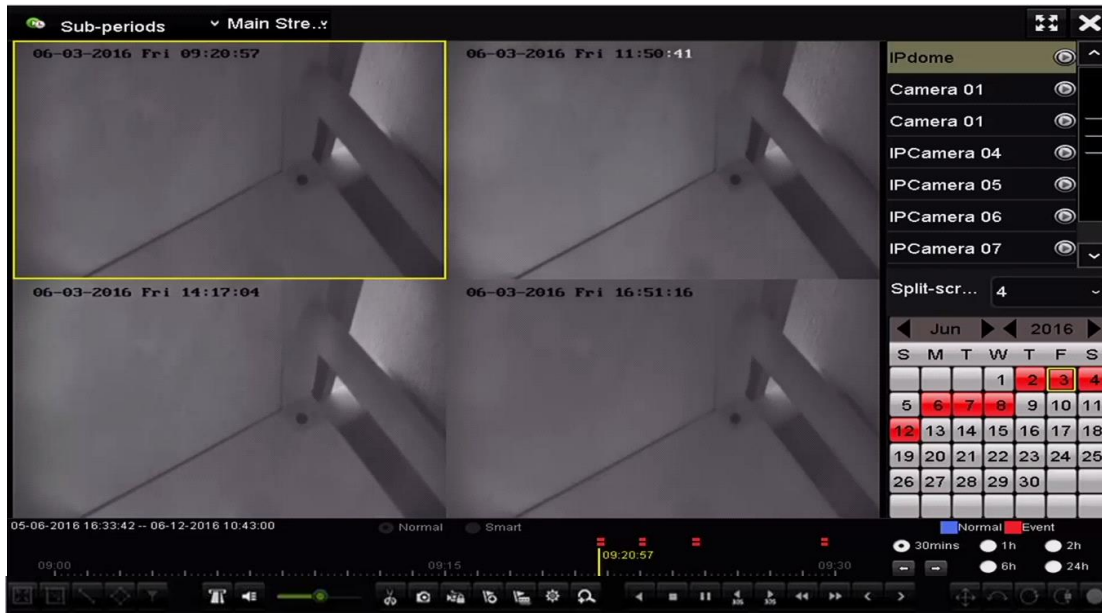 Sub-periods Main Stre...
06-03-2016 Fri 09:20:57
06-03-2016 Fri 11:50:41
06-03-2016 Fri 14:17:04
06-03-2016 Fri 16:51:16
IPdome
Camera 01
Camera 01
IPCamera 04
IPCamera 05
IPCamera 06
IPCamera 07
Split-scr... 4
Jun 2016
S M T W T F S
1 2 3 4
5 6 7 8 9 10 11
12 13 14 15 16 17 18
19 20 21 22 23 24 25
26 27 28 29 30
05-06-2016 16:33:42 -- 06-12-2016 10:43:00 Normal Smart
Normal Event
09:20:57
09:00 09:15 09:30
30mins 1h 2h
6h 24h
30s 30s